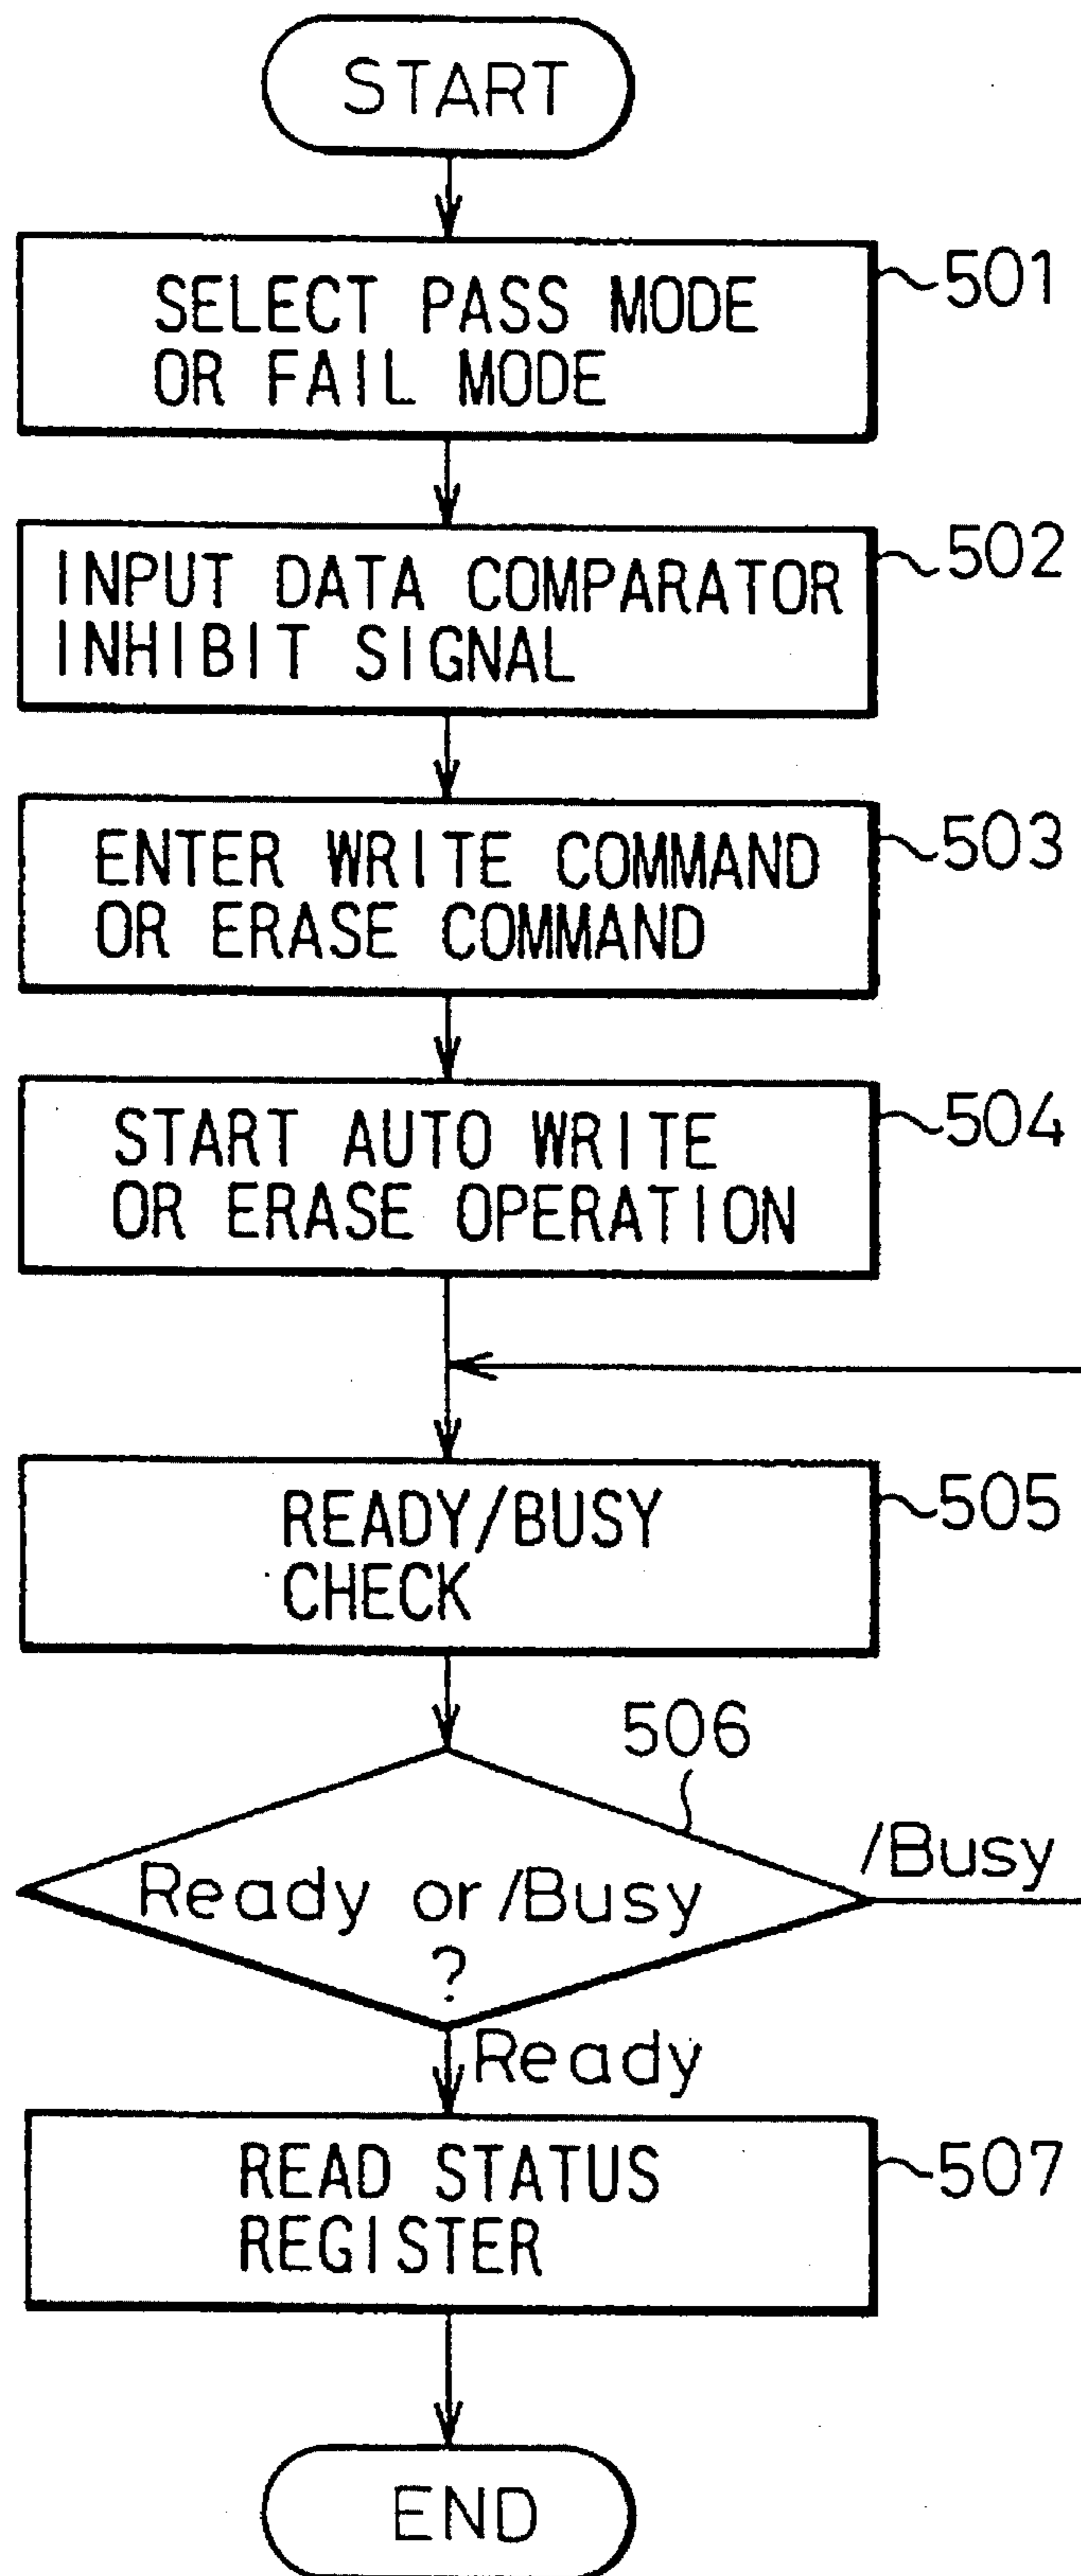 START
SELECT PASS MODE
OR FAIL MODE
501
INPUT DATA COMPARATOR
INHIBIT SIGNAL
502
ENTER WRITE COMMAND
OR ERASE COMMAND
503
START AUTO WRITE
OR ERASE OPERATION
504
READY/BUSY
CHECK
505
506
Ready or /Busy
?
/Busy
Ready
READ STATUS
REGISTER
507
END